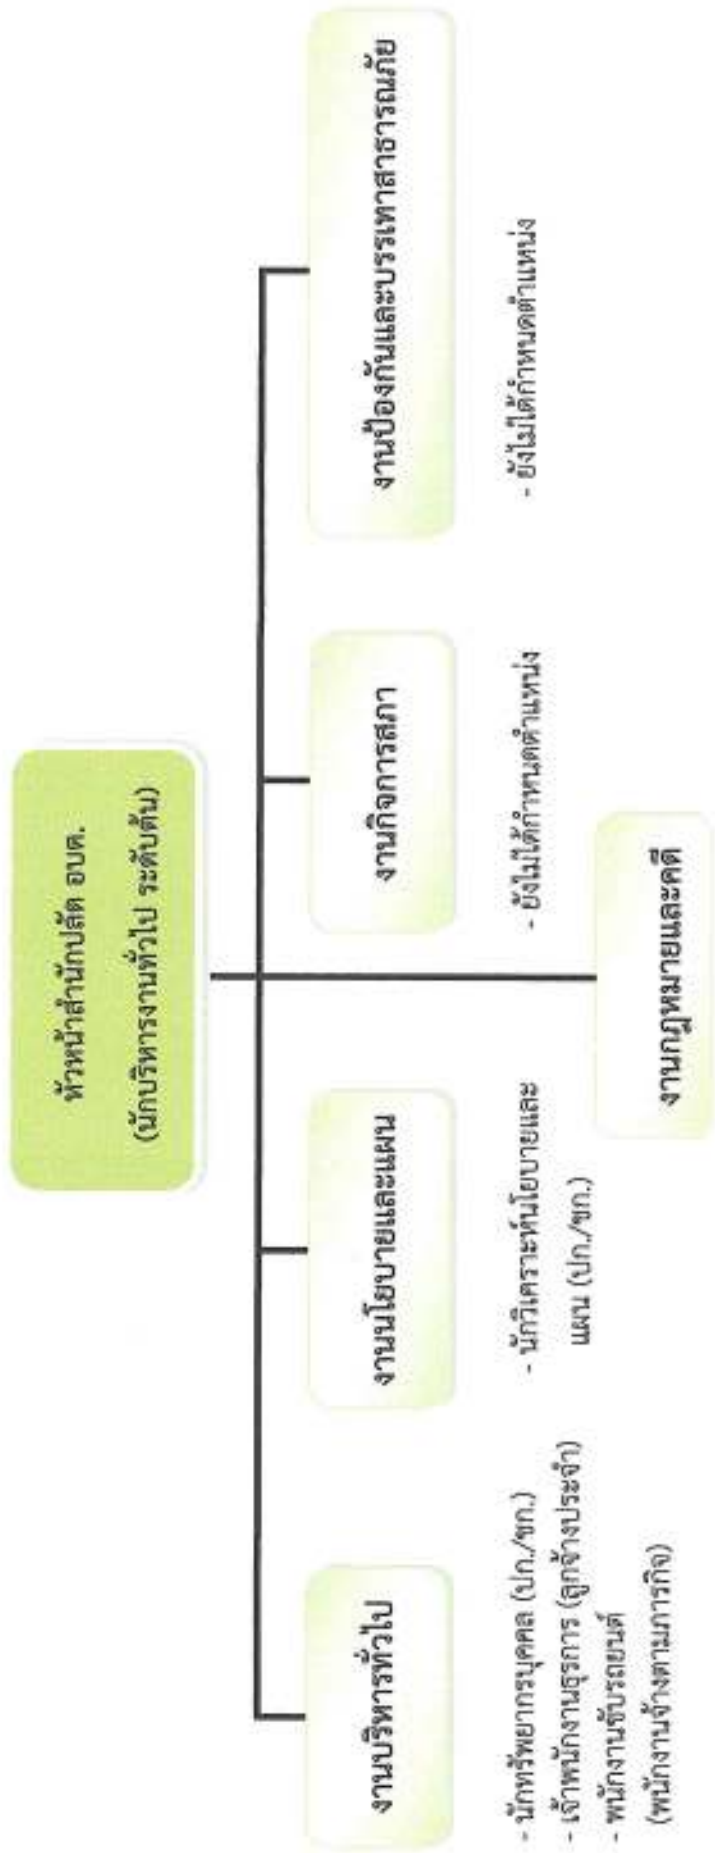 หัวหน้าสำนักปลัด อบต.
(นักบริหารงานทั่วไป ระดับต้น)
งานบริหารทั่วไป
- นักทรัพยากรบุคคล (ปก./ชก.)
- เจ้าพนักงานธุรการ (ลูกจ้างประจำ)
- พนักงานขับรถยนต์
(พนักงานจ้างตามภารกิจ)
งานนโยบายและแผน
- นักวิเคราะห์นโยบายและ
แผน (ปก./ชก.)
งานกิจการสภา
- ยังไม่ได้กำหนดตำแหน่ง
งานป้องกันและบรรเทาสาธารณภัย
- ยังไม่ได้กำหนดตำแหน่ง
งานกฎหมายและคดี